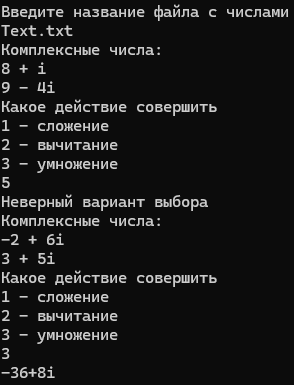 Введите название файла с числами
Text.txt
Комплексные числа:
8 + i
9 - 4i
Какое действие совершить
1 - сложение
2 - вычитание
3 - умножение
5
Неверный вариант выбора
Комплексные числа:
-2 + 6i
3 + 5i
Какое действие совершить
1 - сложение
2 - вычитание
3 - умножение
3
-36+8i